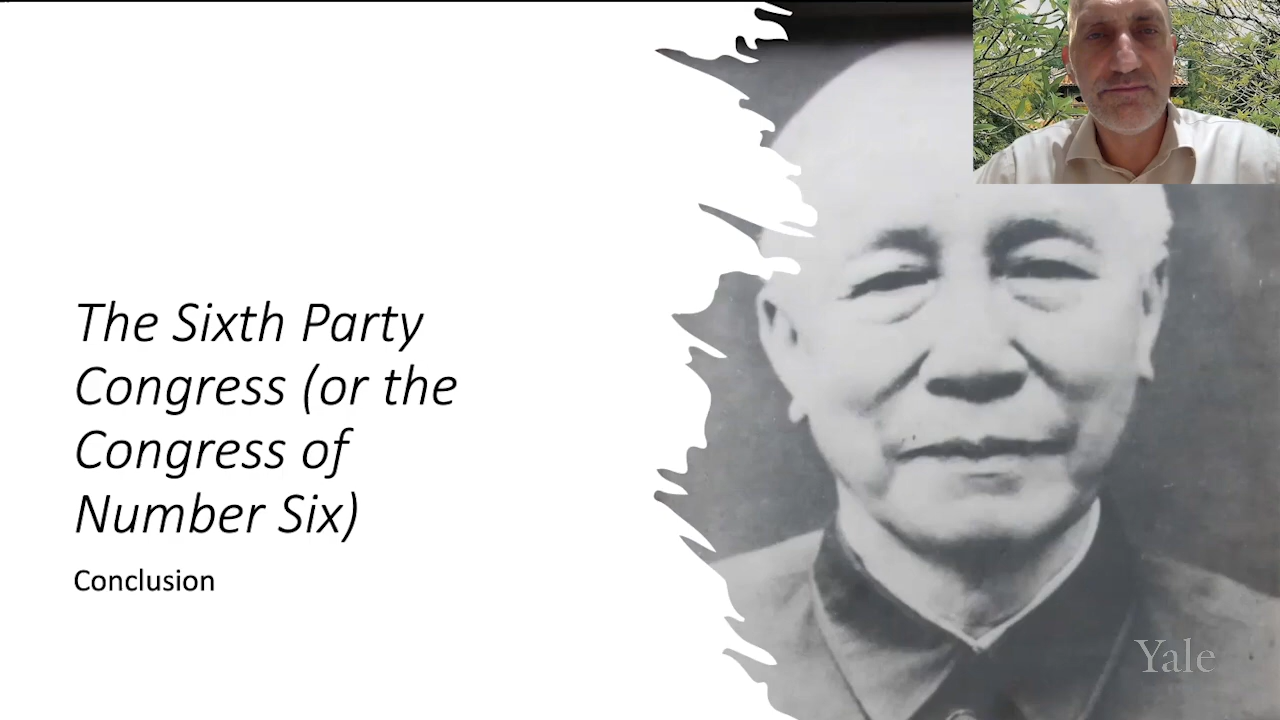 The Sixth Party
Congress (or the
Congress of
Number Six)
Conclusion
Yale